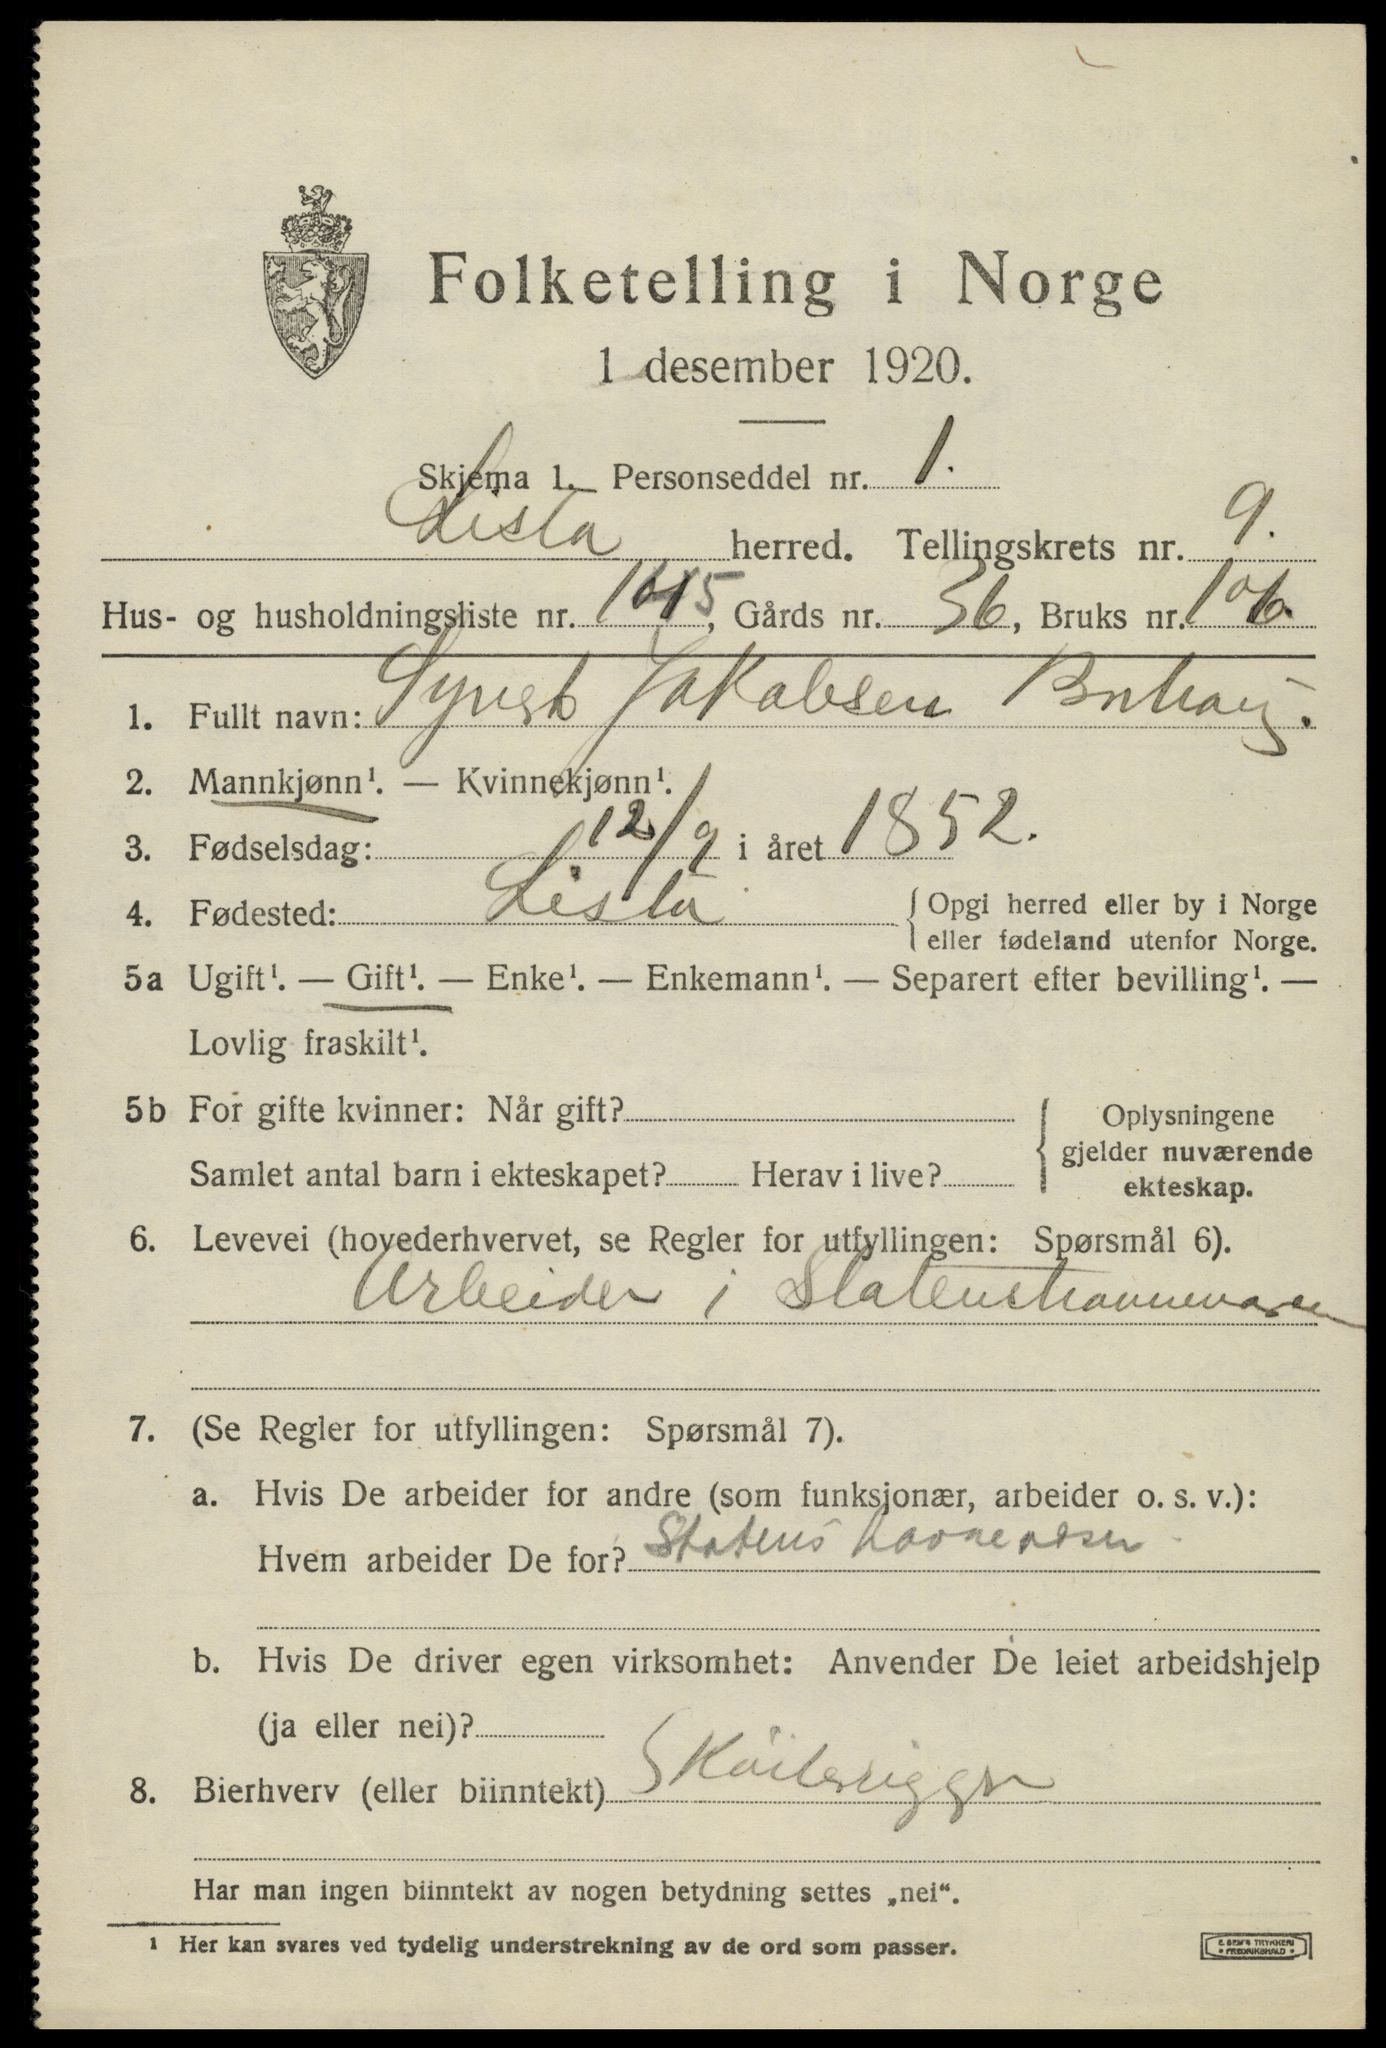 Folketelling i Norge
1 desember 1920.
Skjema 1. Personseddel nr. 1.
Lista herred. Tellingskrets nr. 9.
Hus- og husholdningsliste nr. , Gårds nr. 36, Bruks nr.
1. Fullt navn: Jakobsen
2. Mannkjønn¹. — Kvinnekjønn¹.
3. Fødselsdag: 12/9 i året 1852.
4. Fødested: Lista { Opgi herred eller by i Norge
eller fødeland utenfor Norge.
5a Ugift¹. — Gift¹. — Enke¹. — Enkemann¹. — Separert efter bevilling¹. —
Lovlig fraskilt¹.
5b For gifte kvinner: Når gift?
Samlet antal barn i ekteskapet? Herav i live?
{ Oplysningene
gjelder nuværende
ekteskap.
6. Levevei (hovederhvervet, se Regler for utfyllingen: Spørsmål 6).
Arbeider i Statenshavnevæsen
7. (Se Regler for utfyllingen: Spørsmål 7).
a. Hvis De arbeider for andre (som funksjonær, arbeider o. s. v.):
Hvem arbeider De for? Statens havnevæsen
b. Hvis De driver egen virksomhet: Anvender De leiet arbeidshjelp
(ja eller nei)?
8. Bierhverv (eller biinntekt)
Har man ingen biinntekt av nogen betydning settes „nei“.
¹ Her kan svares ved tydelig understrekning av de ord som passer.
E. SEM'S TRYKKERI
• FREDRIKSHALD •